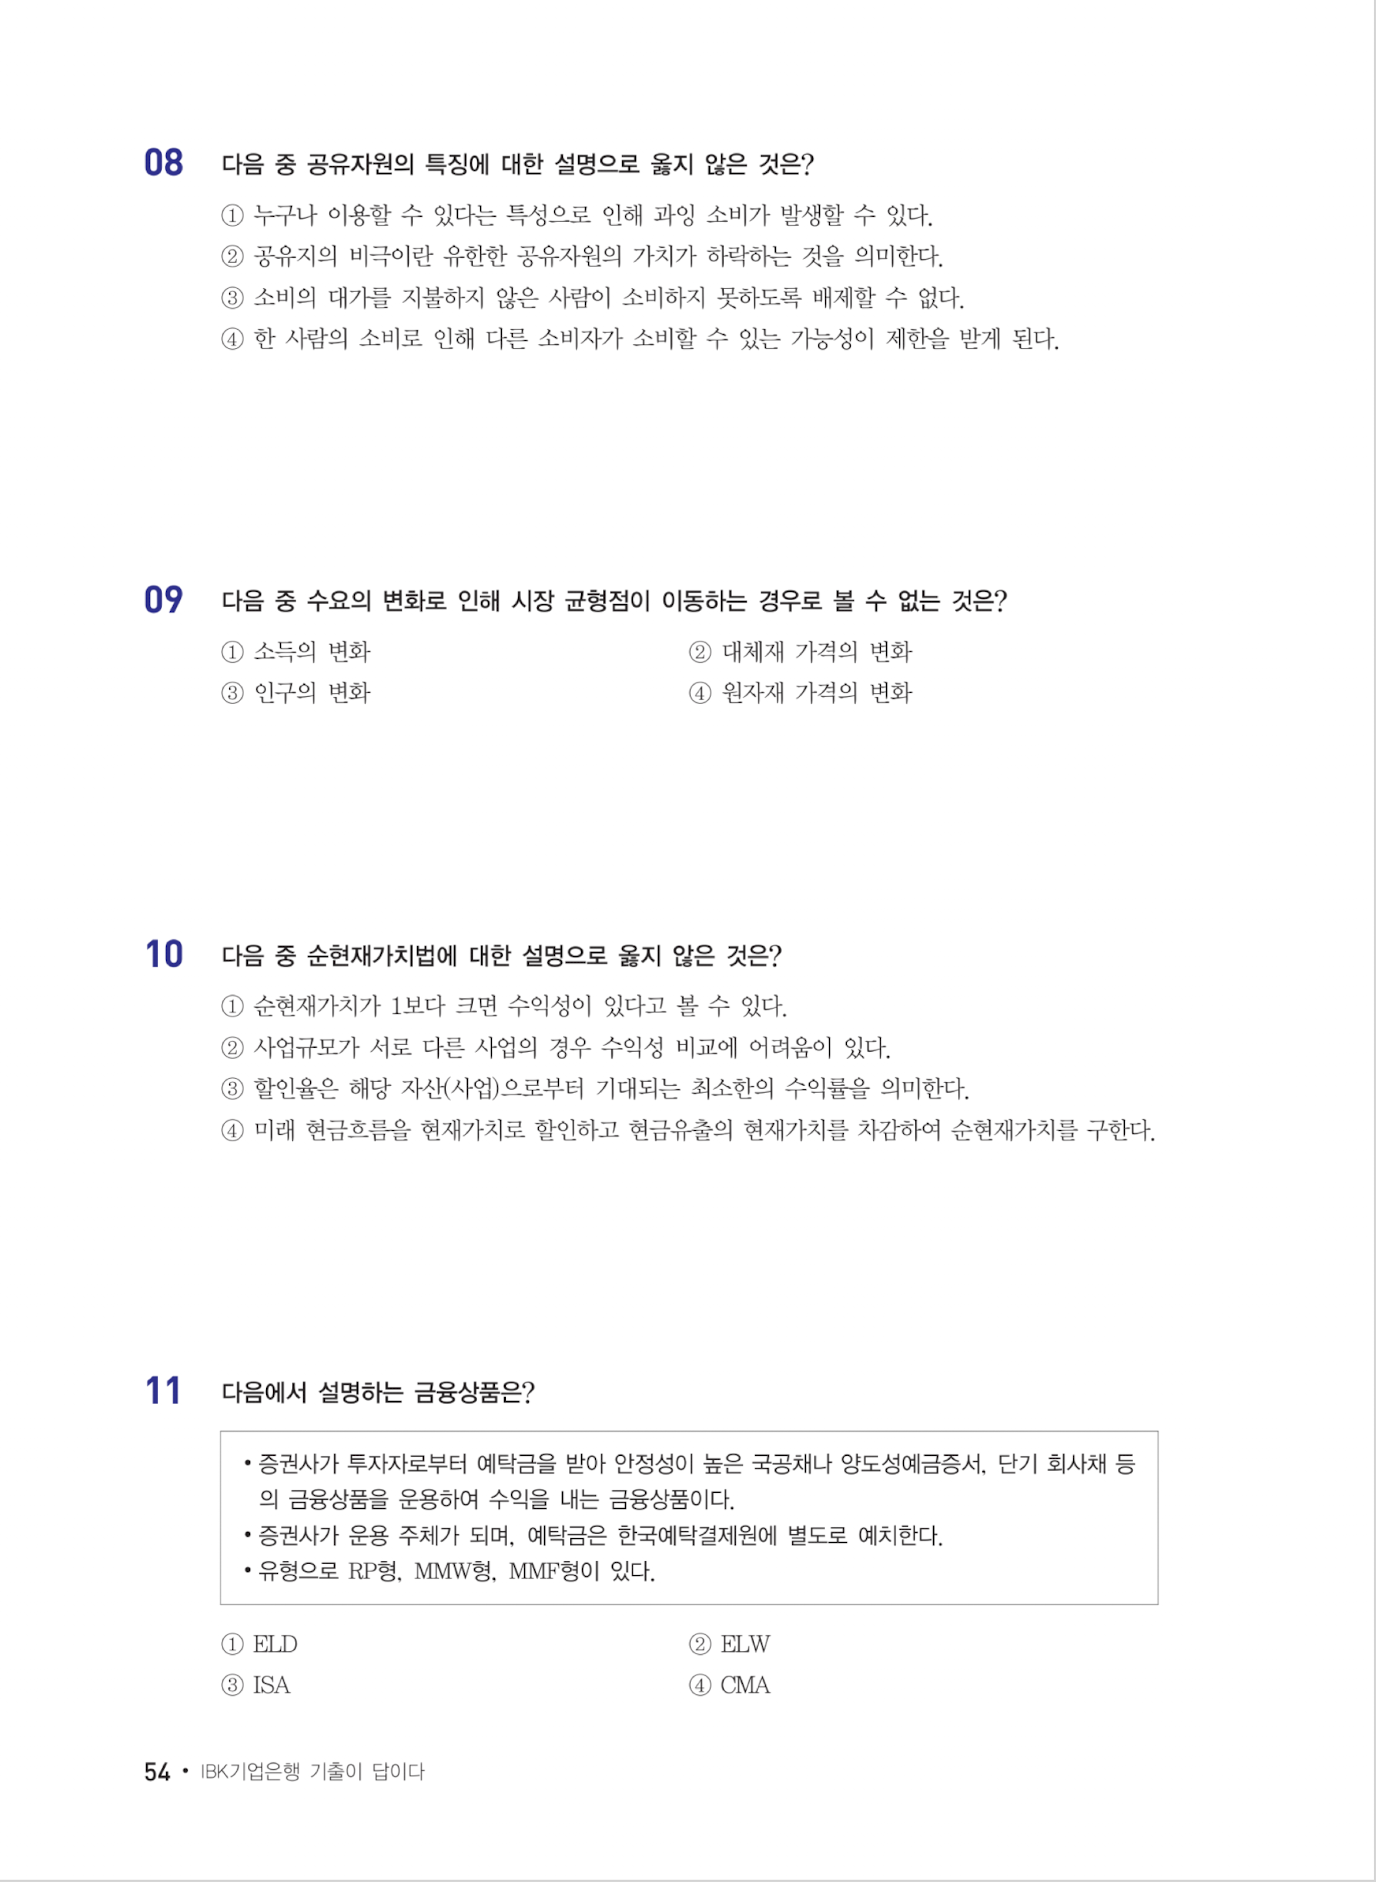 08 다음 중 공유자원의 특징에 대한 설명으로 옳지 않은 것은?
① 누구나 이용할 수 있다는 특성으로 인해 과잉 소비가 발생할 수 있다.
② 공유지의 비극이란 유한한 공유자원의 가치가 하락하는 것을 의미한다.
③ 소비의 대가를 지불하지 않은 사람이 소비하지 못하도록 배제할 수 없다.
④ 한 사람의 소비로 인해 다른 소비자가 소비할 수 있는 가능성이 제한을 받게 된다.
09 다음 중 수요의 변화로 인해 시장 균형점이 이동하는 경우로 볼 수 없는 것은?
① 소득의 변화 ② 대체재 가격의 변화
③ 인구의 변화 ④ 원자재 가격의 변화
10 다음 중 순현재가치법에 대한 설명으로 옳지 않은 것은?
① 순현재가치가 1보다 크면 수익성이 있다고 볼 수 있다.
② 사업규모가 서로 다른 사업의 경우 수익성 비교에 어려움이 있다.
③ 할인율은 해당 자산(사업)으로부터 기대되는 최소한의 수익률을 의미한다.
④ 미래 현금흐름을 현재가치로 할인하고 현금유출의 현재가치를 차감하여 순현재가치를 구한다.
11 다음에서 설명하는 금융상품은?
• 증권사가 투자자로부터 예탁금을 받아 안정성이 높은 국공채나 양도성예금증서, 단기 회사채 등
의 금융상품을 운용하여 수익을 내는 금융상품이다.
• 증권사가 운용 주체가 되며, 예탁금은 한국예탁결제원에 별도로 예치한다.
• 유형으로 RP형, MMW형, MMF형이 있다.
① ELD ② ELW
③ ISA ④ CMA
54 • IBK기업은행 기출이 답이다